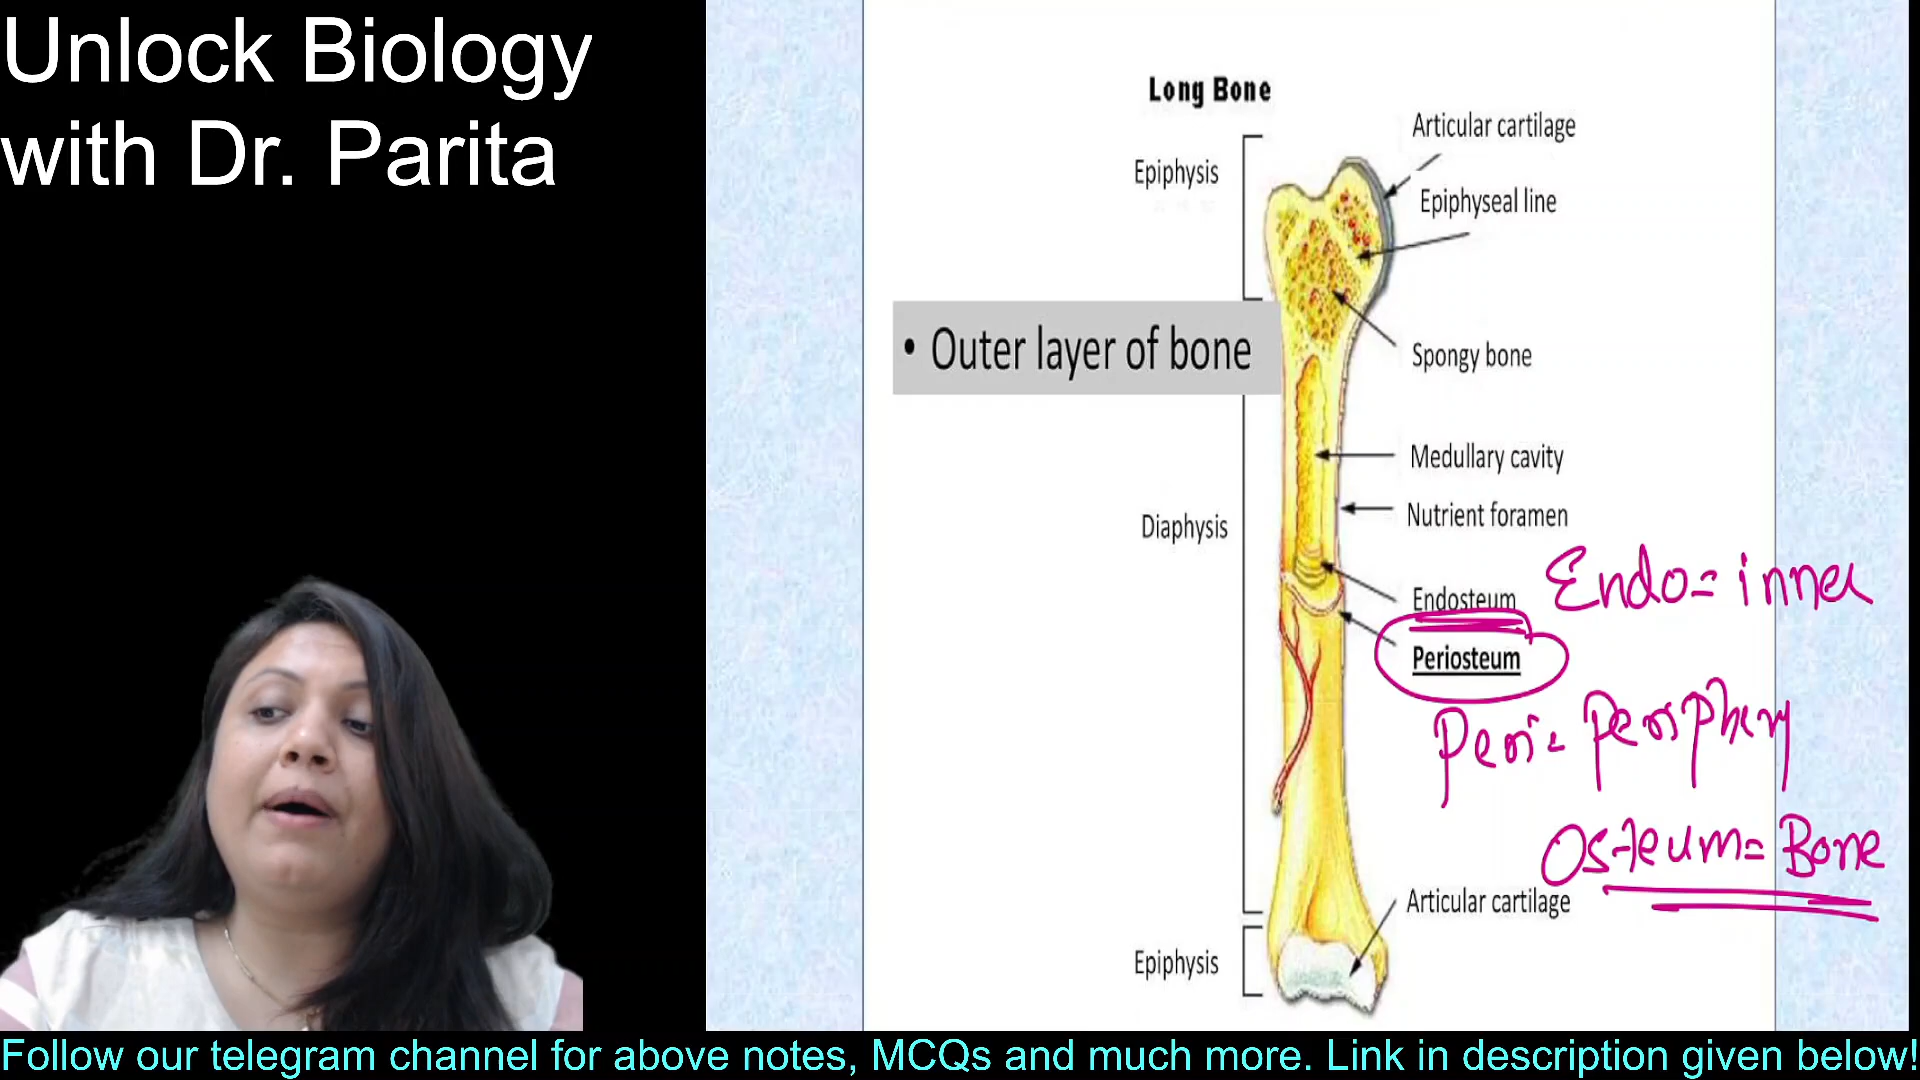 Unlock Biology
with Dr. Parita
Long Bone
Articular cartilage
Epiphysis
Epiphyseal line
• Outer layer of bone
Spongy bone
Medullary cavity
Nutrient foramen
Diaphysis
Endosteum
Endo = inner
Periosteum
Peri = Periphery
Osteum = Bone
Articular cartilage
Epiphysis
Follow our telegram channel for above notes, MCQs and much more. Link in description given below!